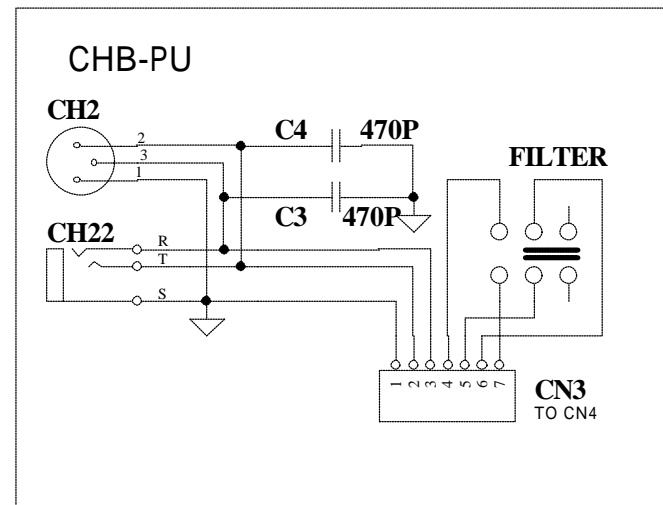 CHB-PU
CH2
2
3
1
C4 470P
C3 470P
FILTER
CH22
R
T
S
1 2 3 4 5 6 7
CN3
TO CN4